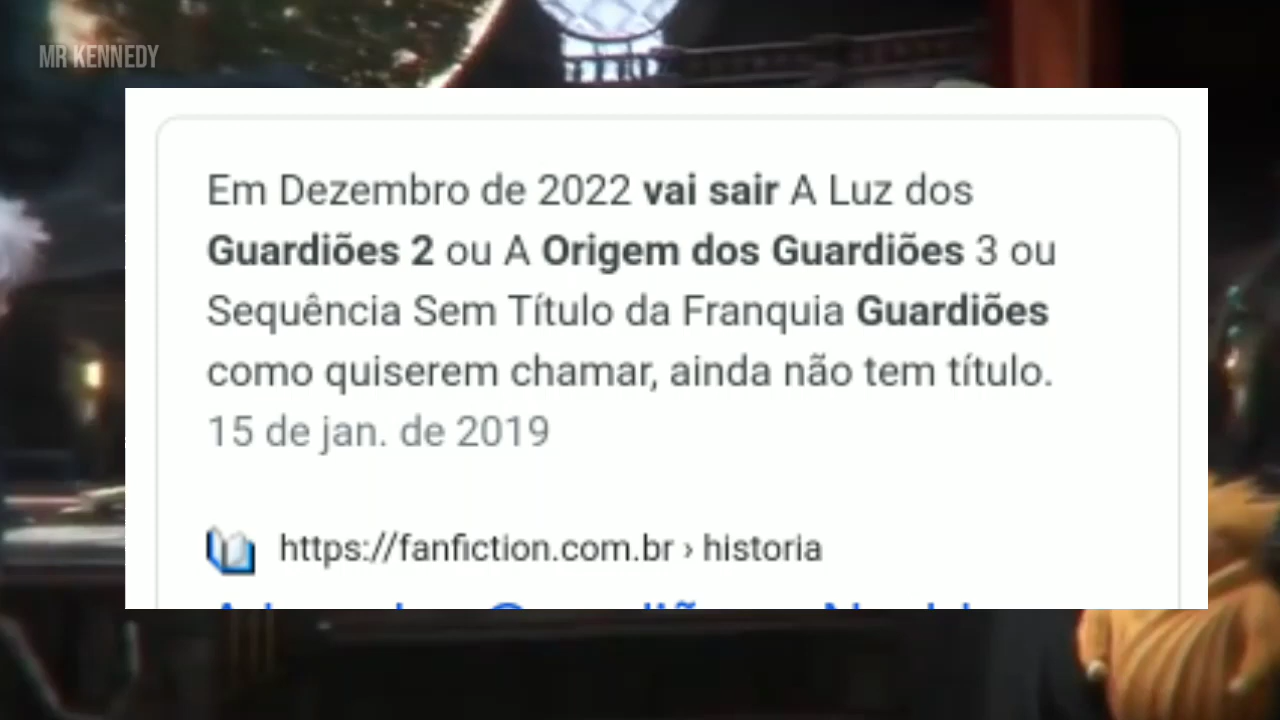 MR KENNEDY
Em Dezembro de 2022 vai sair A Luz dos
Guardiões 2 ou A Origem dos Guardiões 3 ou
Sequência Sem Título da Franquia Guardiões
como quiserem chamar, ainda não tem título.
15 de jan. de 2019
https://fanfiction.com.br › historia